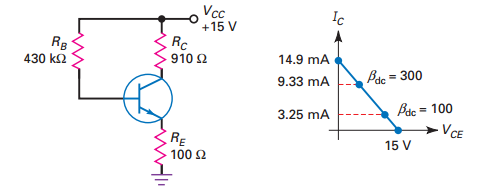 VCC
+15 V
RB
430 kΩ
RC
910 Ω
RE
100 Ω
IC
14.9 mA
9.33 mA
βdc = 300
3.25 mA
βdc = 100
VCE
15 V